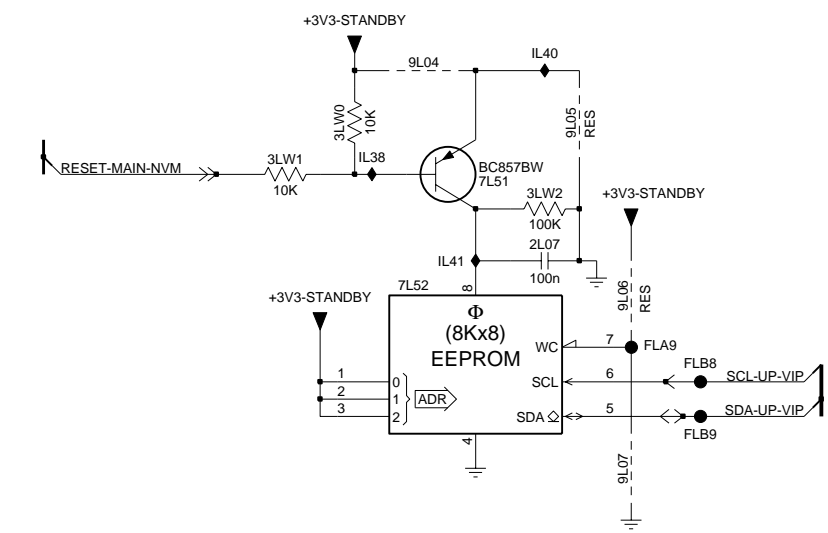 +3V3-STANDBY
9L04
IL40
3LW0
10K
9L05
RES
RESET-MAIN-NVM
3LW1
10K
IL38
BC857BW
7L51
3LW2
100K
+3V3-STANDBY
2L07
100n
IL41
+3V3-STANDBY
7L52
8
9L06
RES
Φ
(8Kx8)
EEPROM
WC
7
FLA9
FLB8
1
0
SCL
6
SCL-UP-VIP
2
1
ADR
3
2
SDA
5
SDA-UP-VIP
FLB9
4
9L07